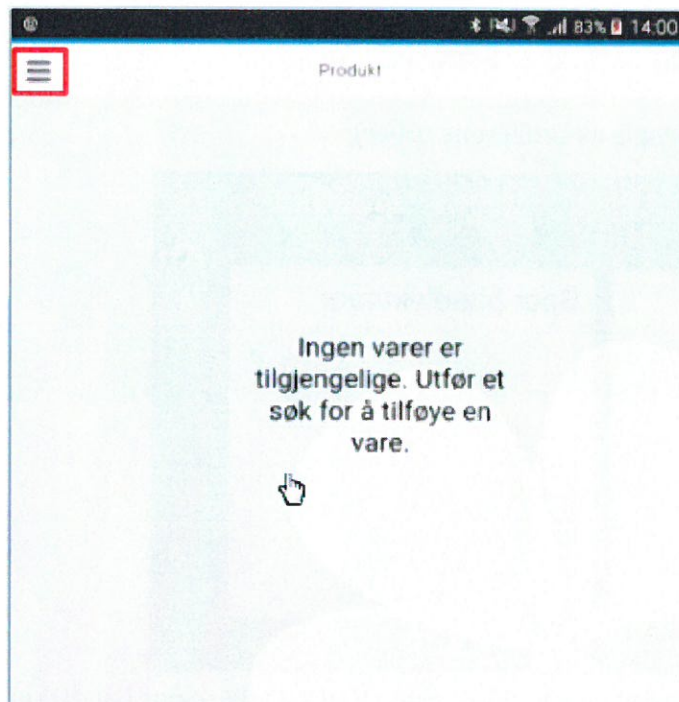 83% 14:00
Produkt
Ingen varer er
tilgjengelige. Utfør et
søk for å tilføye en
vare.